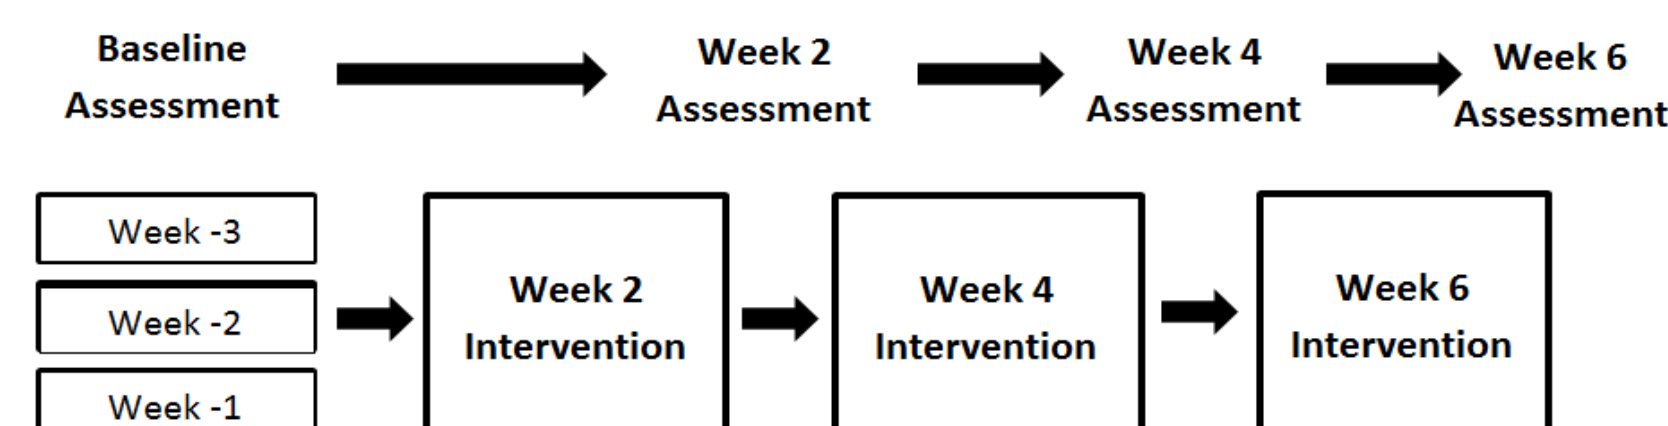 Baseline
Assessment
Week 2
Assessment
Week 4
Assessment
Week 6
Assessment
Week -3
Week -2
Week -1
Week 2
Intervention
Week 4
Intervention
Week 6
Intervention